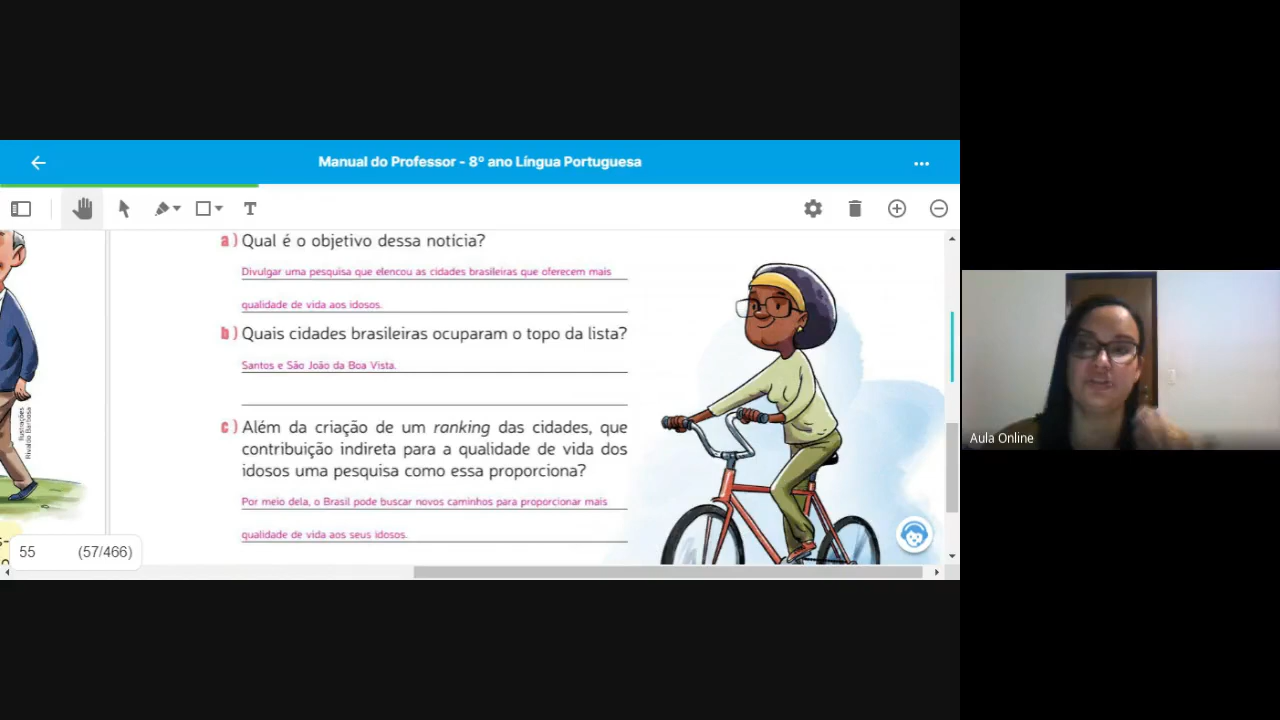 Manual do Professor - 8º ano Língua Portuguesa
T
a) Qual é o objetivo dessa notícia?
Divulgar uma pesquisa que elencou as cidades brasileiras que oferecem mais
qualidade de vida aos idosos.
b) Quais cidades brasileiras ocuparam o topo da lista?
Santos e São João da Boa Vista.
c) Além da criação de um ranking das cidades, que
contribuição indireta para a qualidade de vida dos
idosos uma pesquisa como essa proporciona?
Por meio dela, o Brasil pode buscar novos caminhos para proporcionar mais
qualidade de vida aos seus idosos.
Ilustrações
Rivaldo Barbosa
55 (57/466)
Aula Online